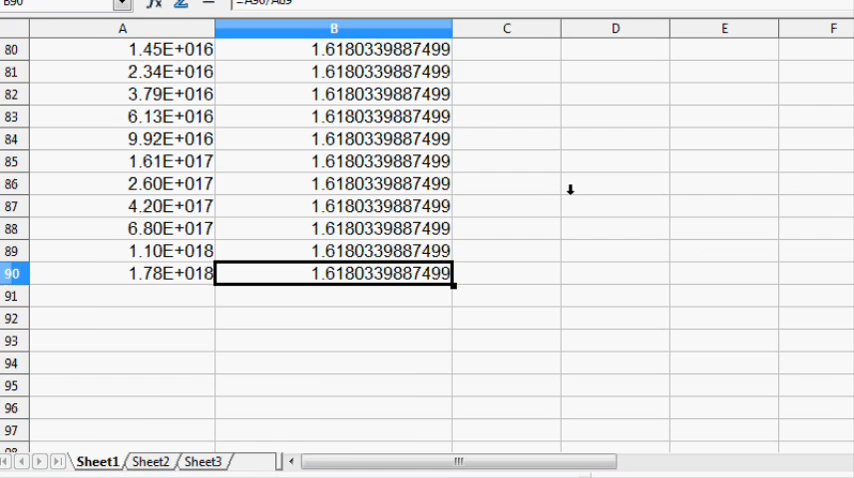 B90 =A90/A89
A B C D E F
80 1.45E+016 1.6180339887499
81 2.34E+016 1.6180339887499
82 3.79E+016 1.6180339887499
83 6.13E+016 1.6180339887499
84 9.92E+016 1.6180339887499
85 1.61E+017 1.6180339887499
86 2.60E+017 1.6180339887499
87 4.20E+017 1.6180339887499
88 6.80E+017 1.6180339887499
89 1.10E+018 1.6180339887499
90 1.78E+018 1.6180339887499
91
92
93
94
95
96
97
98
Sheet1 Sheet2 Sheet3